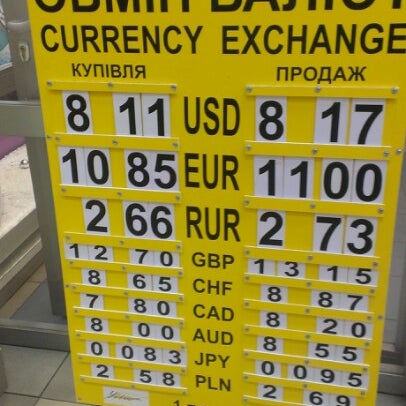 ОБМІН ВАЛЮТ
CURRENCY EXCHANGE
КУПІВЛЯ ПРОДАЖ
8 11 USD 8 17
10 85 EUR 11 00
2 66 RUR 2 73
12 70 GBP 13 15
8 65 CHF 8 87
7 80 CAD 8 20
8 00 AUD 8 55
0 083 JPY 0 095
2 58 PLN 2 69